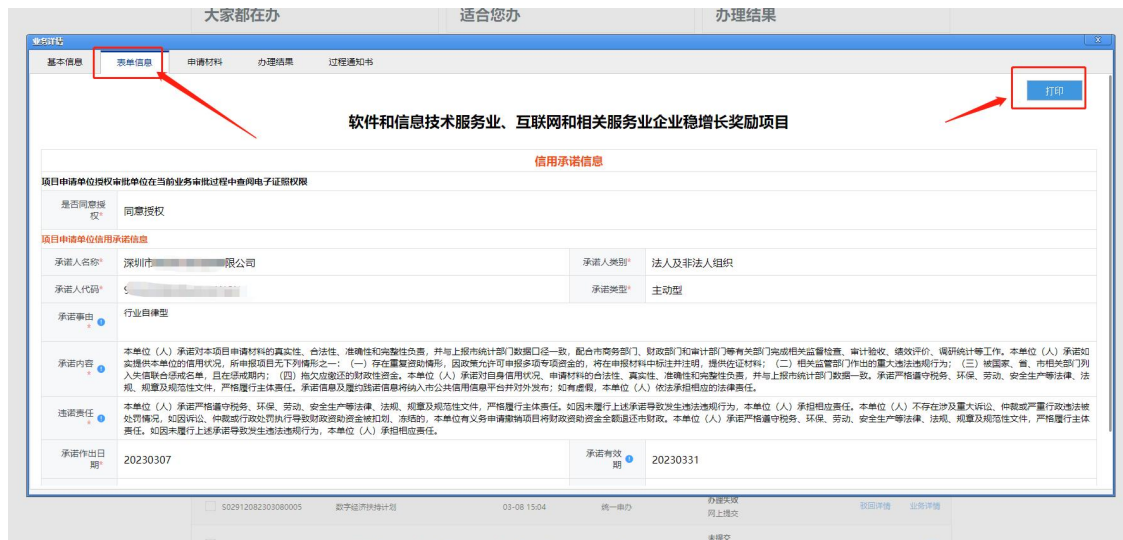 大家都在办
适合您办
办理结果
业务详情
X
基本信息
表单信息
申请材料
办理结果
过程通知书
打印
软件和信息技术服务业、互联网和相关服务业企业稳增长奖励项目
信用承诺信息
项目申请单位授权审批单位在当前业务审批过程中查阅电子证照权限
是否同意授
权*
同意授权
项目申请单位信用承诺信息
承诺人名称*
深圳市
限公司
承诺人类别*
法人及非法人组织
承诺人代码*
9
承诺类型*
主动型
承诺事由
*
行业自律型
承诺内容
*
本单位（人）承诺对本项目申请材料的真实性、合法性、准确性和完整性负责，并与上报市统计部门数据口径一致，配合市商务部门、财政部门和审计部门等有关部门完成相关监督检查、审计验收、绩效评价、调研统计等工作。本单位（人）承诺如
实提供本单位的信用状况，所申报项目无下列情形之一：（一）存在重复资助情形，因政策允许可申报多项专项资金的，将在申报材料中标注并注明，提供佐证材料；（二）相关监管部门作出的重大违法违规行为；（三）被国家、省、市相关部门列
入失信联合惩戒名单，且在惩戒期内；（四）拖欠应缴还的财政性资金。本单位（人）承诺对自身信用状况、申请材料的合法性、真实性、准确性和完整性负责，并与上报市统计部门数据一致。承诺严格遵守税务、环保、劳动、安全生产等法律、法
规、规章及规范性文件，严格履行主体责任。承诺信息及履约践诺信息将纳入市公共信用信息平台并对外发布；如有虚假，本单位（人）依法承担相应的法律责任。
违诺责任
*
本单位（人）承诺严格遵守税务、环保、劳动、安全生产等法律、法规、规章及规范性文件，严格履行主体责任。如因未履行上述承诺导致发生违法违规行为，本单位（人）承担相应责任。本单位（人）不存在涉及重大诉讼、仲裁或严重行政违法被
处罚情况，如因诉讼、仲裁或行政处罚执行导致财政资助资金被扣划、冻结的，本单位有义务申请撤销项目将财政资助资金全额退还市财政。本单位（人）承诺严格遵守税务、环保、劳动、安全生产等法律、法规、规章及规范性文件，严格履行主体
责任。如因未履行上述承诺导致发生违法违规行为，本单位（人）承担相应责任。
承诺作出日
期*
20230307
承诺有效
期
20230331
S02912082303080005
数字经济扶持计划
03-08 15:04
统一申办
办理失效
网上提交
驳回详情
业务详情
未提交